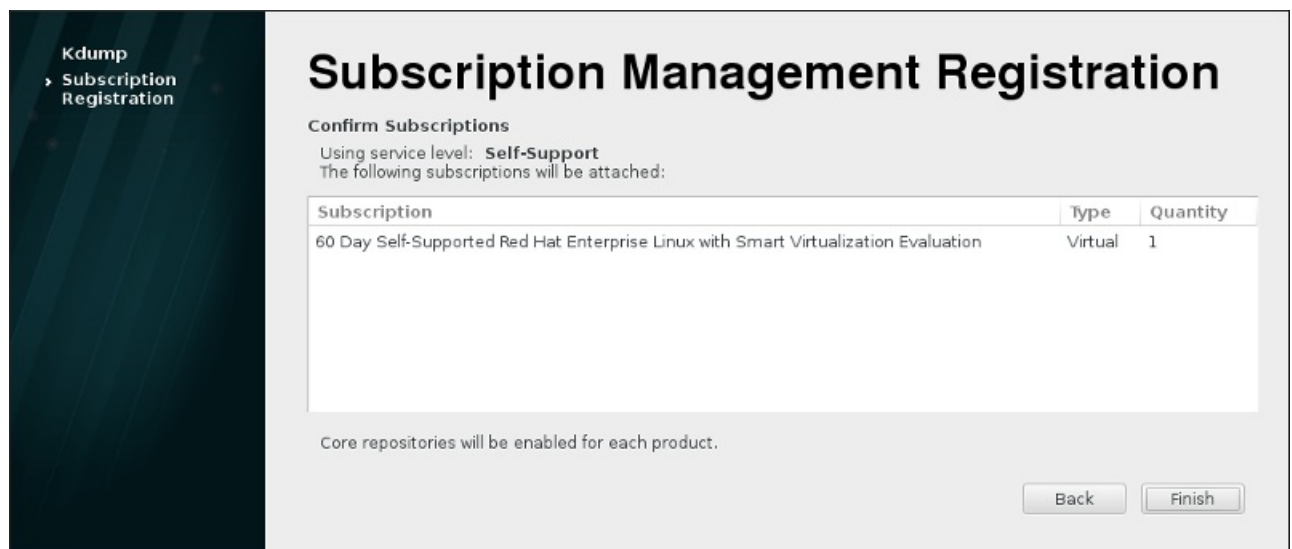 Kdump
› Subscription
Registration
Subscription Management Registration
Confirm Subscriptions
Using service level: Self-Support
The following subscriptions will be attached:
Subscription Type Quantity
60 Day Self-Supported Red Hat Enterprise Linux with Smart Virtualization Evaluation Virtual 1
Core repositories will be enabled for each product.
Back Finish